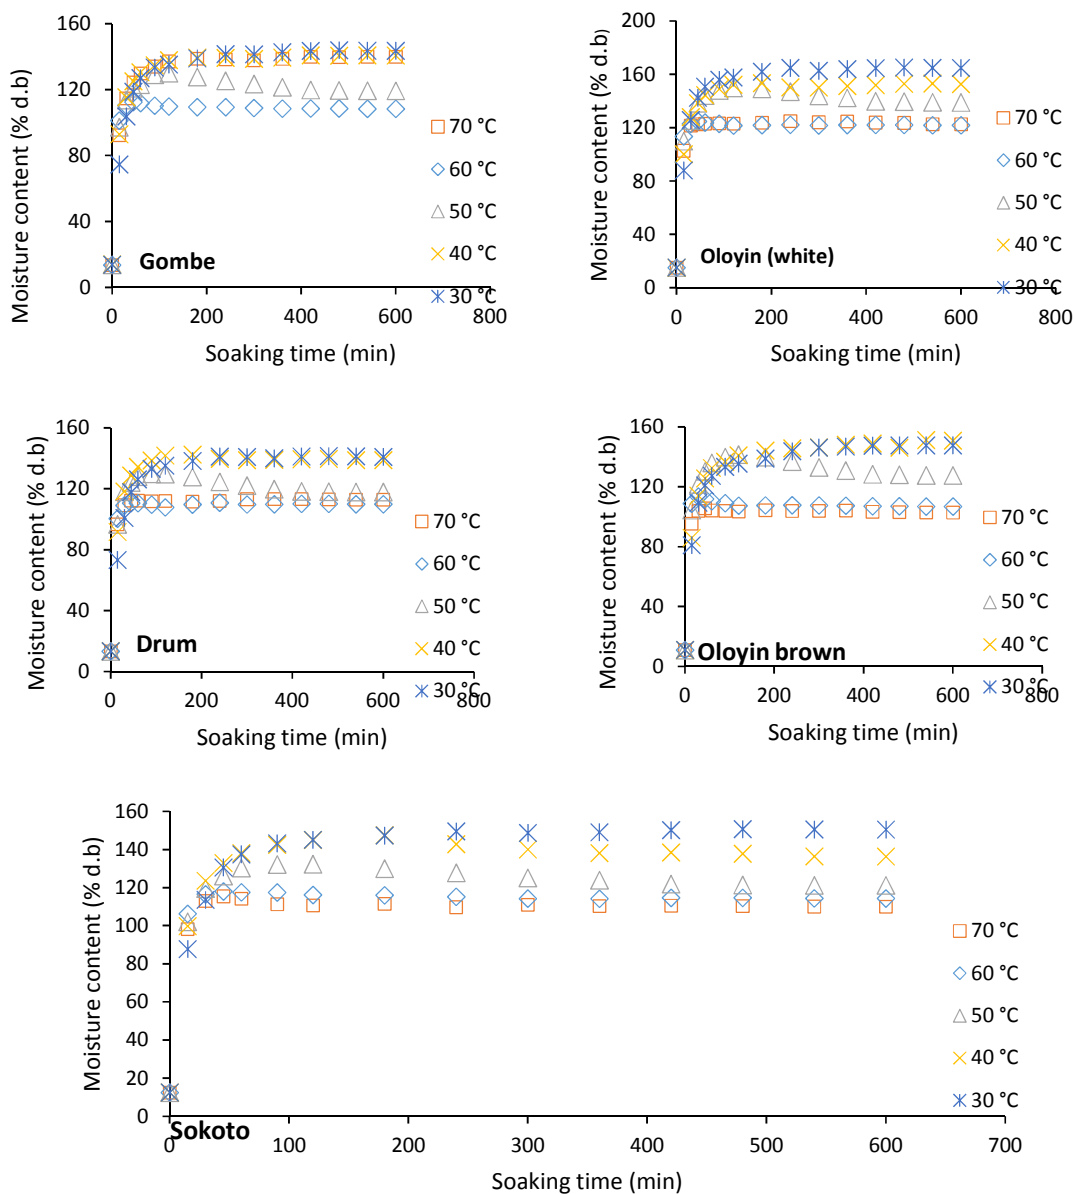 Moisture content (% d.b)
160
120
80
40
0
0
200
400
600
800
Soaking time (min)
Gombe
70 °C
60 °C
50 °C
40 °C
30 °C
Moisture content (% d.b)
200
160
120
80
40
0
0
200
400
600
800
Soaking time (min)
Oloyin (white)
70 °C
60 °C
50 °C
40 °C
30 °C
Moisture content (% d.b)
160
120
80
40
0
0
200
400
600
800
Soaking time (min)
Drum
70 °C
60 °C
50 °C
40 °C
30 °C
Moisture content (% d.b)
160
120
80
40
0
0
200
400
600
800
Soaking time (min)
Oloyin brown
70 °C
60 °C
50 °C
40 °C
30 °C
Moisture content (% d.b)
160
140
120
100
80
60
40
20
0
0
100
200
300
400
500
600
700
Soaking time (min)
Sokoto
70 °C
60 °C
50 °C
40 °C
30 °C